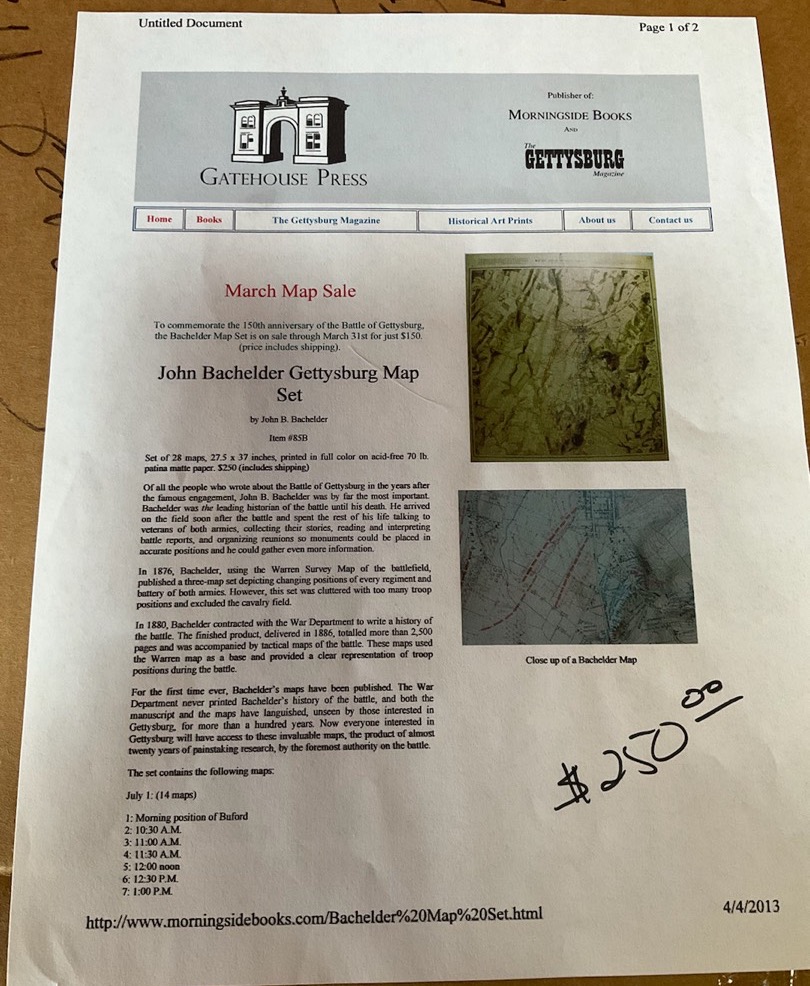 Untitled Document
Page 1 of 2
Publisher of:
MORNINGSIDE BOOKS
AND
The
GETTYSBURG
Magazine
GATEHOUSE PRESS
Home
Books
The Gettysburg Magazine
Historical Art Prints
About us
Contact us
March Map Sale
To commemorate the 150th anniversary of the Battle of Gettysburg,
the Bachelder Map Set is on sale through March 31st for just $150.
(price includes shipping).
John Bachelder Gettysburg Map
Set
by John B. Bachelder
Item #85B
Set of 28 maps, 27.5 x 37 inches, printed in full color on acid-free 70 lb.
patina matte paper. $250 (includes shipping)
Of all the people who wrote about the Battle of Gettysburg in the years after
the famous engagement, John B. Bachelder was by far the most important.
Bachelder was the leading historian of the battle until his death. He arrived
on the field soon after the battle and spent the rest of his life talking to
veterans of both armies, collecting their stories, reading and interpreting
battle reports, and organizing reunions so monuments could be placed in
accurate positions and he could gather even more information.
In 1876, Bachelder, using the Warren Survey Map of the battlefield,
published a three-map set depicting changing positions of every regiment and
battery of both armies. However, this set was cluttered with too many troop
positions and excluded the cavalry field.
In 1880, Bachelder contracted with the War Department to write a history of
the battle. The finished product, delivered in 1886, totalled more than 2,500
pages and was accompanied by tactical maps of the battle. These maps used
the Warren map as a base and provided a clear representation of troop
positions during the battle.
For the first time ever, Bachelder's maps have been published. The War
Department never printed Bachelder's history of the battle, and both the
manuscript and the maps have languished, unseen by those interested in
Gettysburg, for more than a hundred years. Now everyone interested in
Gettysburg will have access to these invaluable maps, the product of almost
twenty years of painstaking research, by the foremost authority on the battle.
The set contains the following maps:
July 1: (14 maps)
1: Morning position of Buford
2: 10:30 A.M.
3: 11:00 A.M.
4: 11:30 A.M.
5: 12:00 noon
6: 12:30 P.M.
7: 1:00 P.M.
Close up of a Bachelder Map
$250.00
http://www.morningsidebooks.com/Bachelder%20Map%20Set.html
4/4/2013